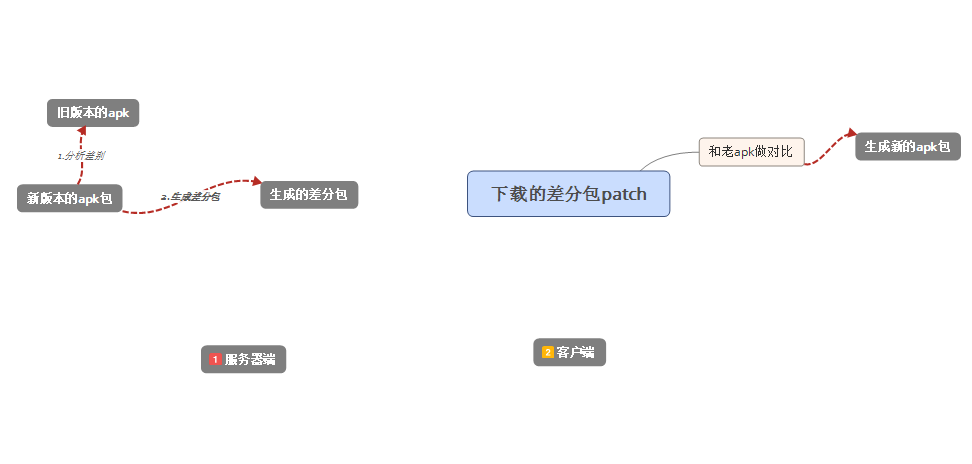 旧版本的apk
1.分析差别
新版本的apk包
2.生成差分包
生成的差分包
1 服务器端
下载的差分包patch
和老apk做对比
生成新的apk包
2 客户端